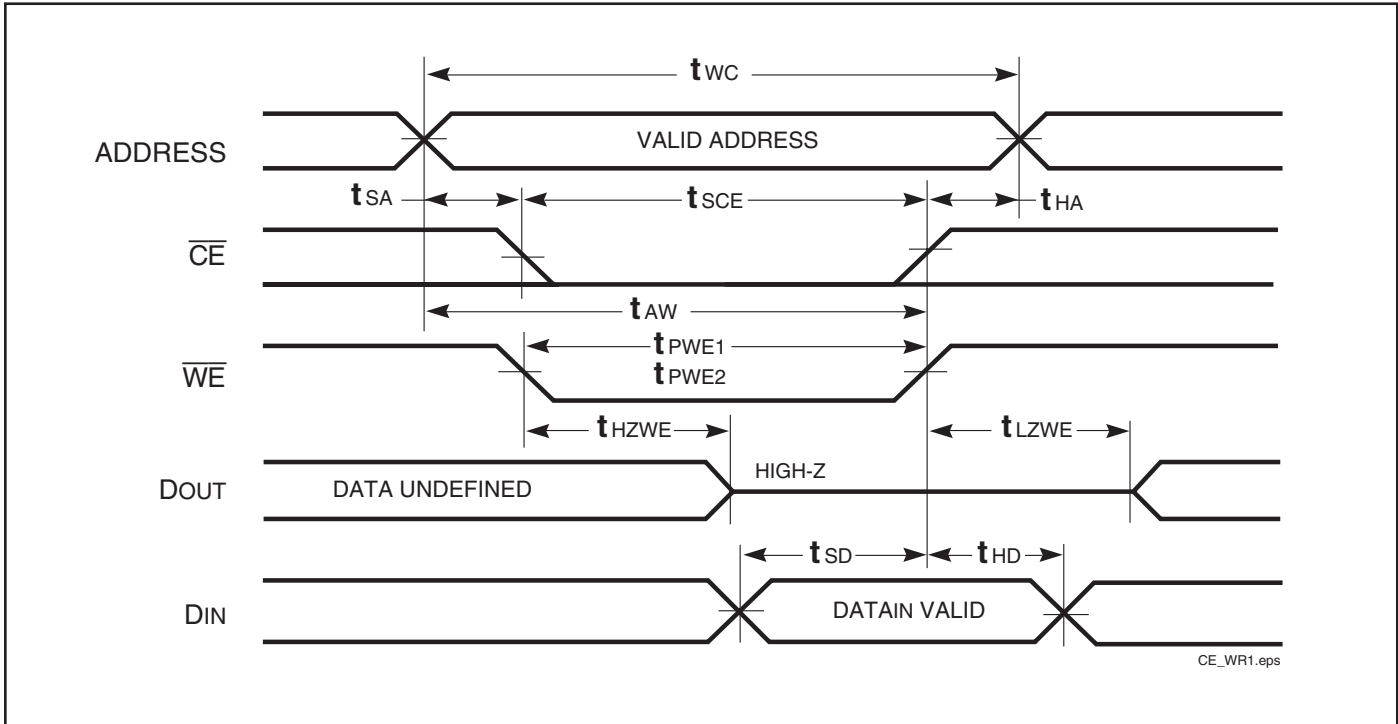 tWC
ADDRESS
VALID ADDRESS
tSA
tSCE
tHA
CE
tAW
tPWE1
WE
tPWE2
tHZWE
tLZWE
DOUT
DATA UNDEFINED
HIGH-Z
tSD
tHD
DIN
DATAIN VALID
CE_WR1.eps